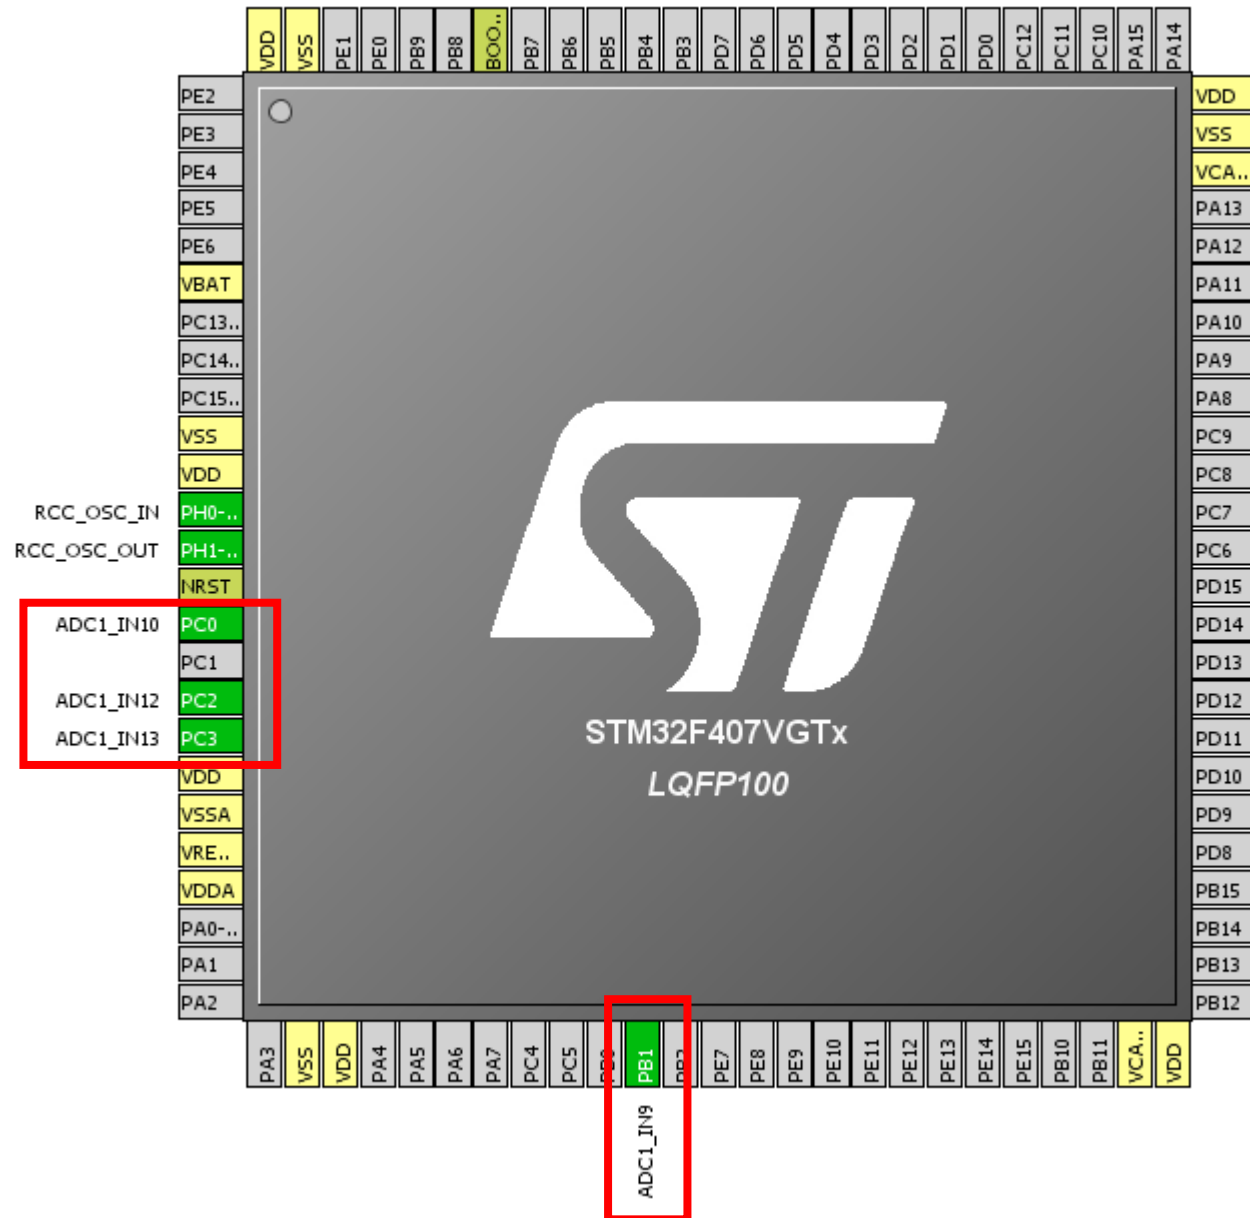 VDD
VSS
PE1
PE0
PB9
PB8
BOO..
PB7
PB6
PB5
PB4
PB3
PD7
PD6
PD5
PD4
PD3
PD2
PD1
PD0
PC12
PC11
PC10
PA15
PA14
PE2
PE3
PE4
PE5
PE6
VBAT
PC13..
PC14..
PC15..
VSS
VDD
RCC_OSC_IN PH0-..
RCC_OSC_OUT PH1-..
NRST
ADC1_IN10 PC0
PC1
ADC1_IN12 PC2
ADC1_IN13 PC3
VDD
VSSA
VRE..
VDDA
PA0-..
PA1
PA2
ST
STM32F407VGTx
LQFP100
VDD
VSS
VCA..
PA13
PA12
PA11
PA10
PA9
PA8
PC9
PC8
PC7
PC6
PD15
PD14
PD13
PD12
PD11
PD10
PD9
PD8
PB15
PB14
PB13
PB12
PA3
VSS
VDD
PA4
PA5
PA6
PA7
PC4
PC5
PB0
PB1
PB2
PE7
PE8
PE9
PE10
PE11
PE12
PE13
PE14
PE15
PB10
PB11
VCA..
VDD
ADC1_IN9